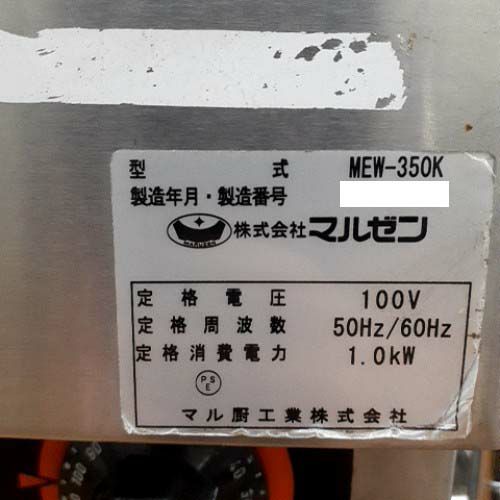 型 式 MEW-350K
製造年月・製造番号
株式会社マルゼン
定格電圧 100V
定格周波数 50Hz/60Hz
定格消費電力 1.0kW
PSE
マル厨工業株式会社